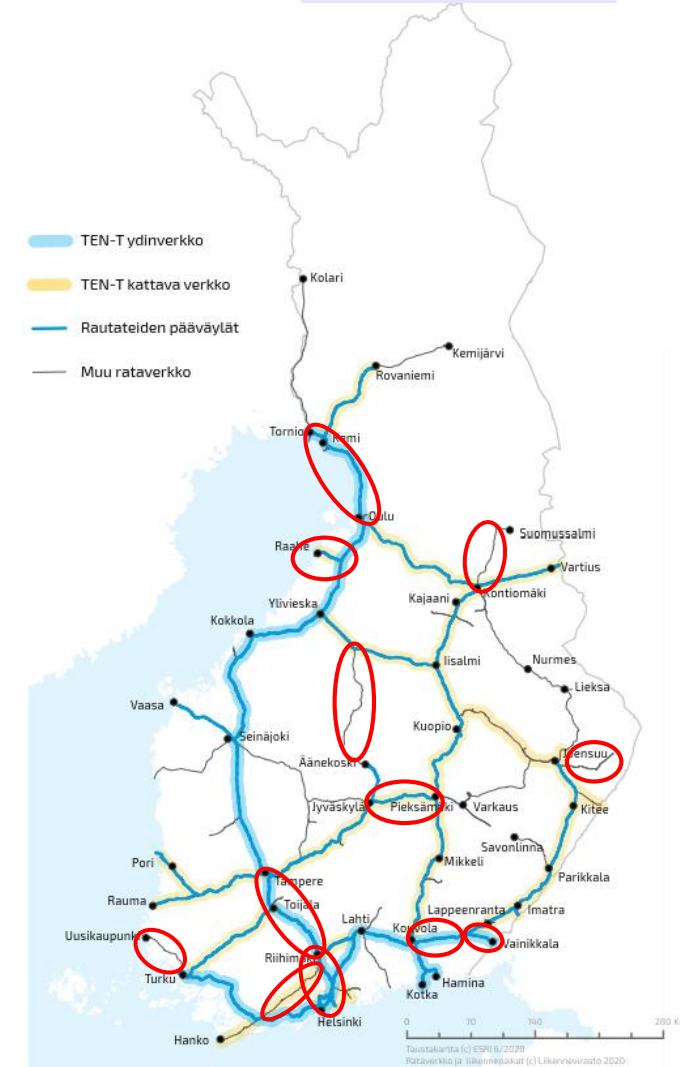 TEN-T ydinverkko
TEN-T kattava verkko
Rautateiden pääväylät
Muu rataverkko
Kolari
Kemijärvi
Rovaniemi
Tornio
Kemi
Oulu
Suomussalmi
Raahe
Vartius
Kontiomäki
Kajaani
Ylivieska
Kokkola
Iisalmi
Nurmes
Lieksa
Vaasa
Kuopio
Seinäjoki
Joensuu
Äänekoski
Jyväskylä
Pieksämäki
Varkaus
Kitee
Savonlinna
Pori
Mikkeli
Tampere
Parikkala
Rauma
Toijala
Lappeenranta
Imatra
Lahti
Kouvola
Uusikaupunki
Vainikkala
Riihimäki
Turku
Hamina
Kotka
Helsinki
Hanko
0 70 140 280 K
Taustakartta (c) ESRI 6/2020
Rataverkko ja liikennepaikat (c) Liikennevirasto 2020